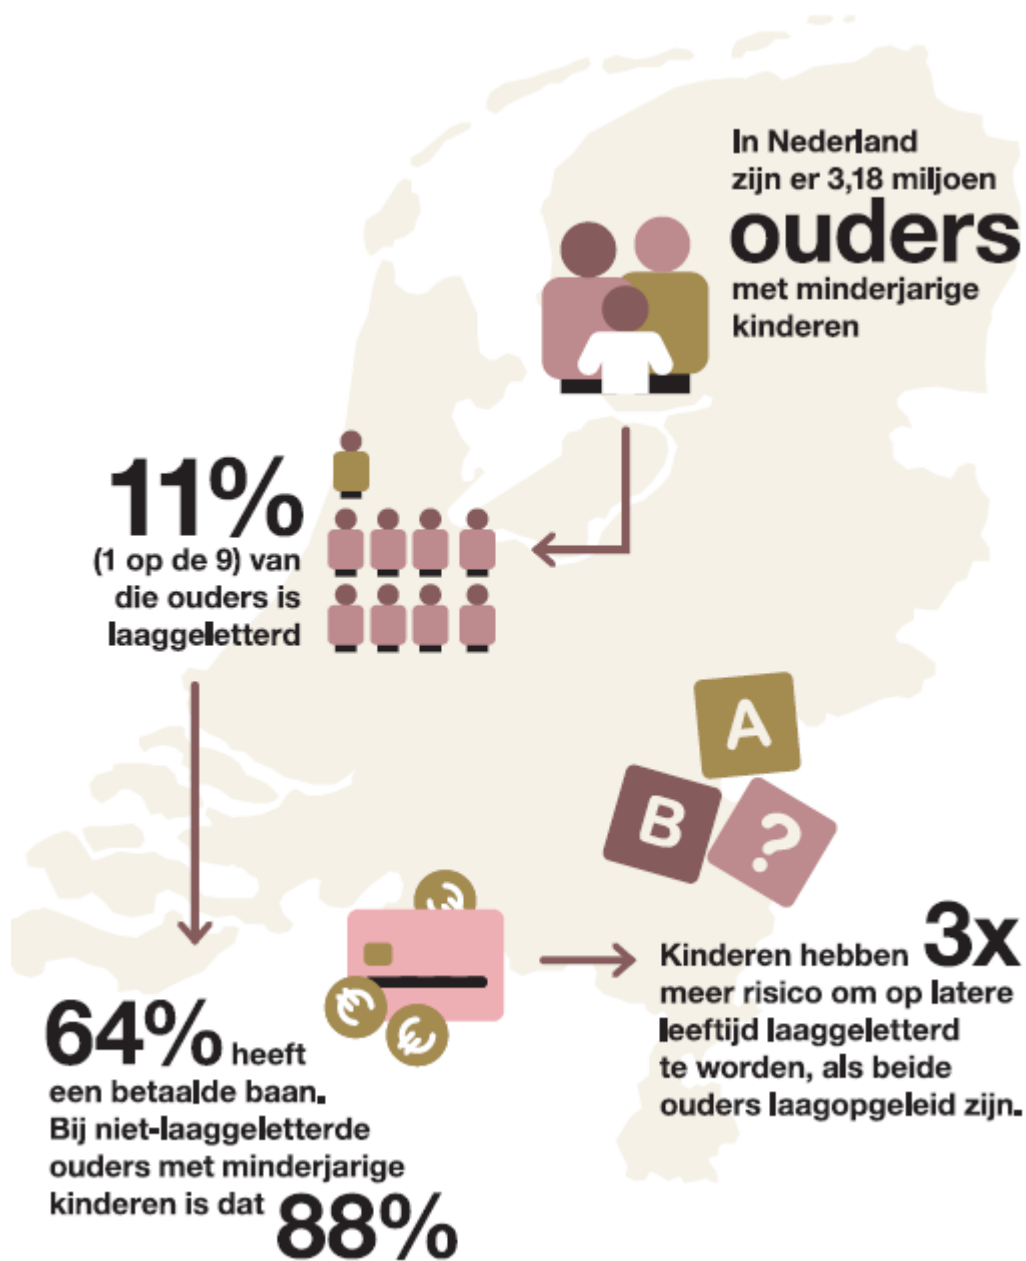 In Nederland
zijn er 3,18 miljoen
ouders
met minderjarige
kinderen
11%
(1 op de 9) van
die ouders is
laaggeletterd
A
B
?
64% heeft
een betaalde baan.
Bij niet-laaggeletterde
ouders met minderjarige
kinderen is dat 88%
Kinderen hebben 3x
meer risico om op latere
leeftijd laaggeletterd
te worden, als beide
ouders laagopgeleid zijn.
€
€
€